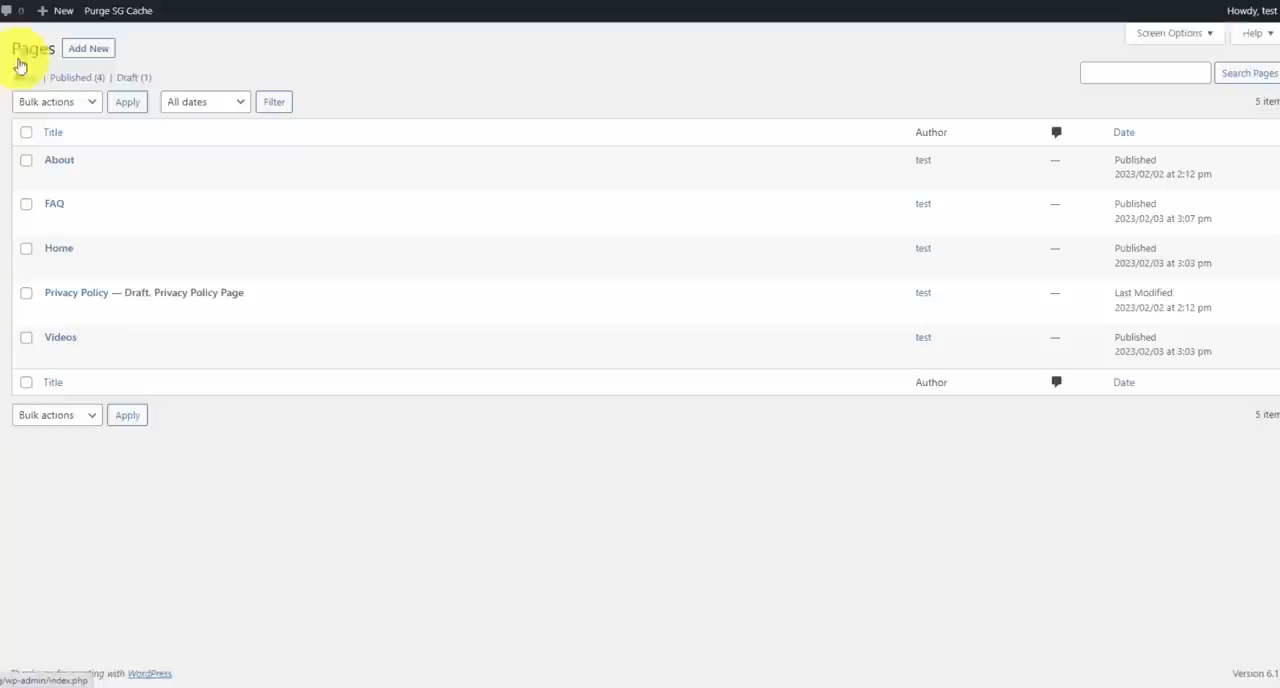 0 New Purge SG Cache Howdy, test
Screen Options ▼ Help ▼
Pages Add New
| Published (4) | Draft (1)
Search Pages
Bulk actions Apply All dates Filter 5 item
Title Author Date
About test — Published
2023/02/02 at 2:12 pm
FAQ test — Published
2023/02/03 at 3:07 pm
Home test — Published
2023/02/03 at 3:03 pm
Privacy Policy — Draft. Privacy Policy Page test — Last Modified
2023/02/02 at 2:12 pm
Videos test — Published
2023/02/03 at 3:03 pm
Title Author Date
Bulk actions Apply 5 item
with WordPress Version 6.1
/wp-admin/index.php